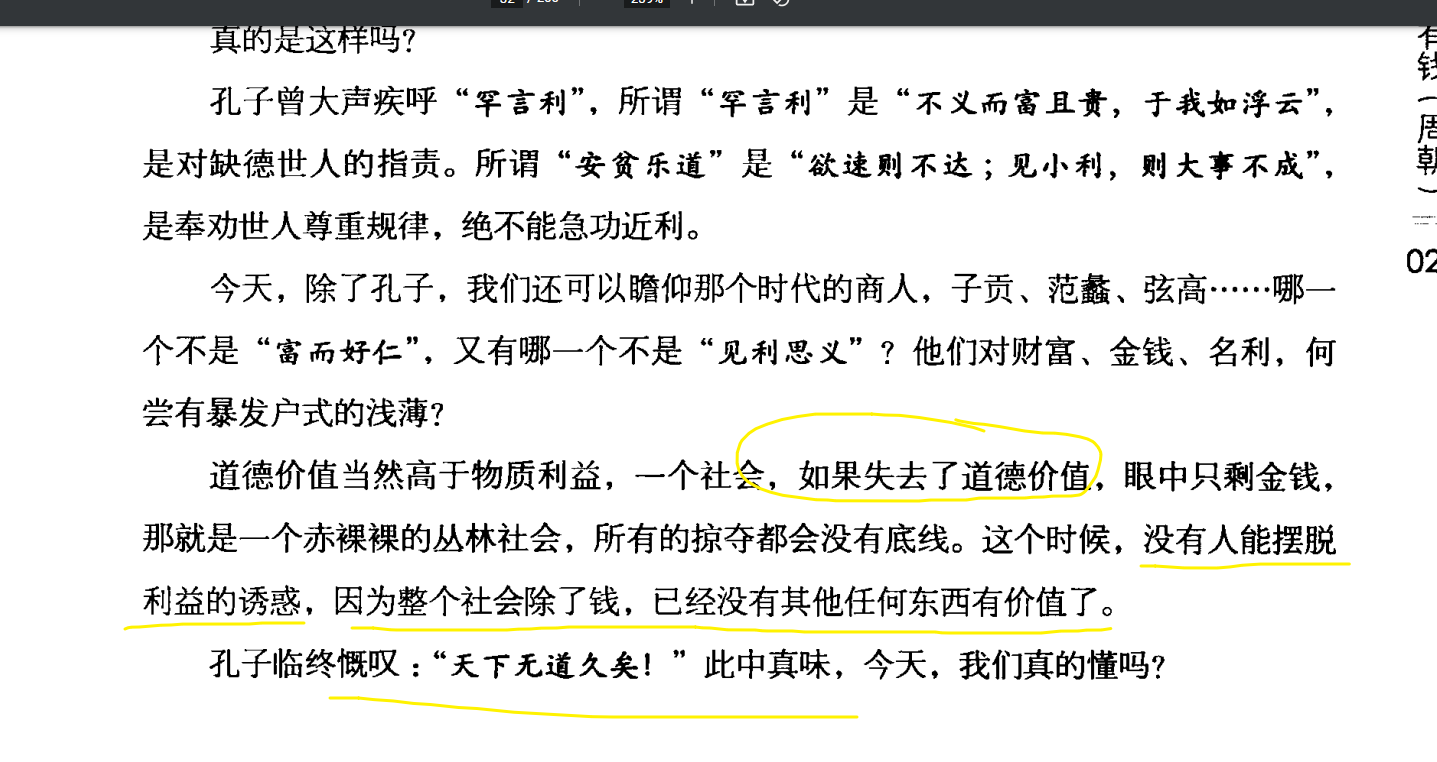 真的是这样吗?
孔子曾大声疾呼“罕言利”，所谓“罕言利”是“不义而富且贵，于我如浮云”，
是对缺德世人的指责。所谓“安贫乐道”是“欲速则不达；见小利，则大事不成”，
是奉劝世人尊重规律，绝不能急功近利。
今天，除了孔子，我们还可以瞻仰那个时代的商人，子贡、范蠡、弦高……哪一
个不是“富而好仁”，又有哪一个不是“见利思义”？他们对财富、金钱、名利，何
尝有暴发户式的浅薄?
道德价值当然高于物质利益，一个社会，如果失去了道德价值，眼中只剩金钱，
那就是一个赤裸裸的丛林社会，所有的掠夺都会没有底线。这个时候，没有人能摆脱
利益的诱惑，因为整个社会除了钱，已经没有其他任何东西有价值了。
孔子临终慨叹：“天下无道久矣！”此中真味，今天，我们真的懂吗?
钱(周朝)
02